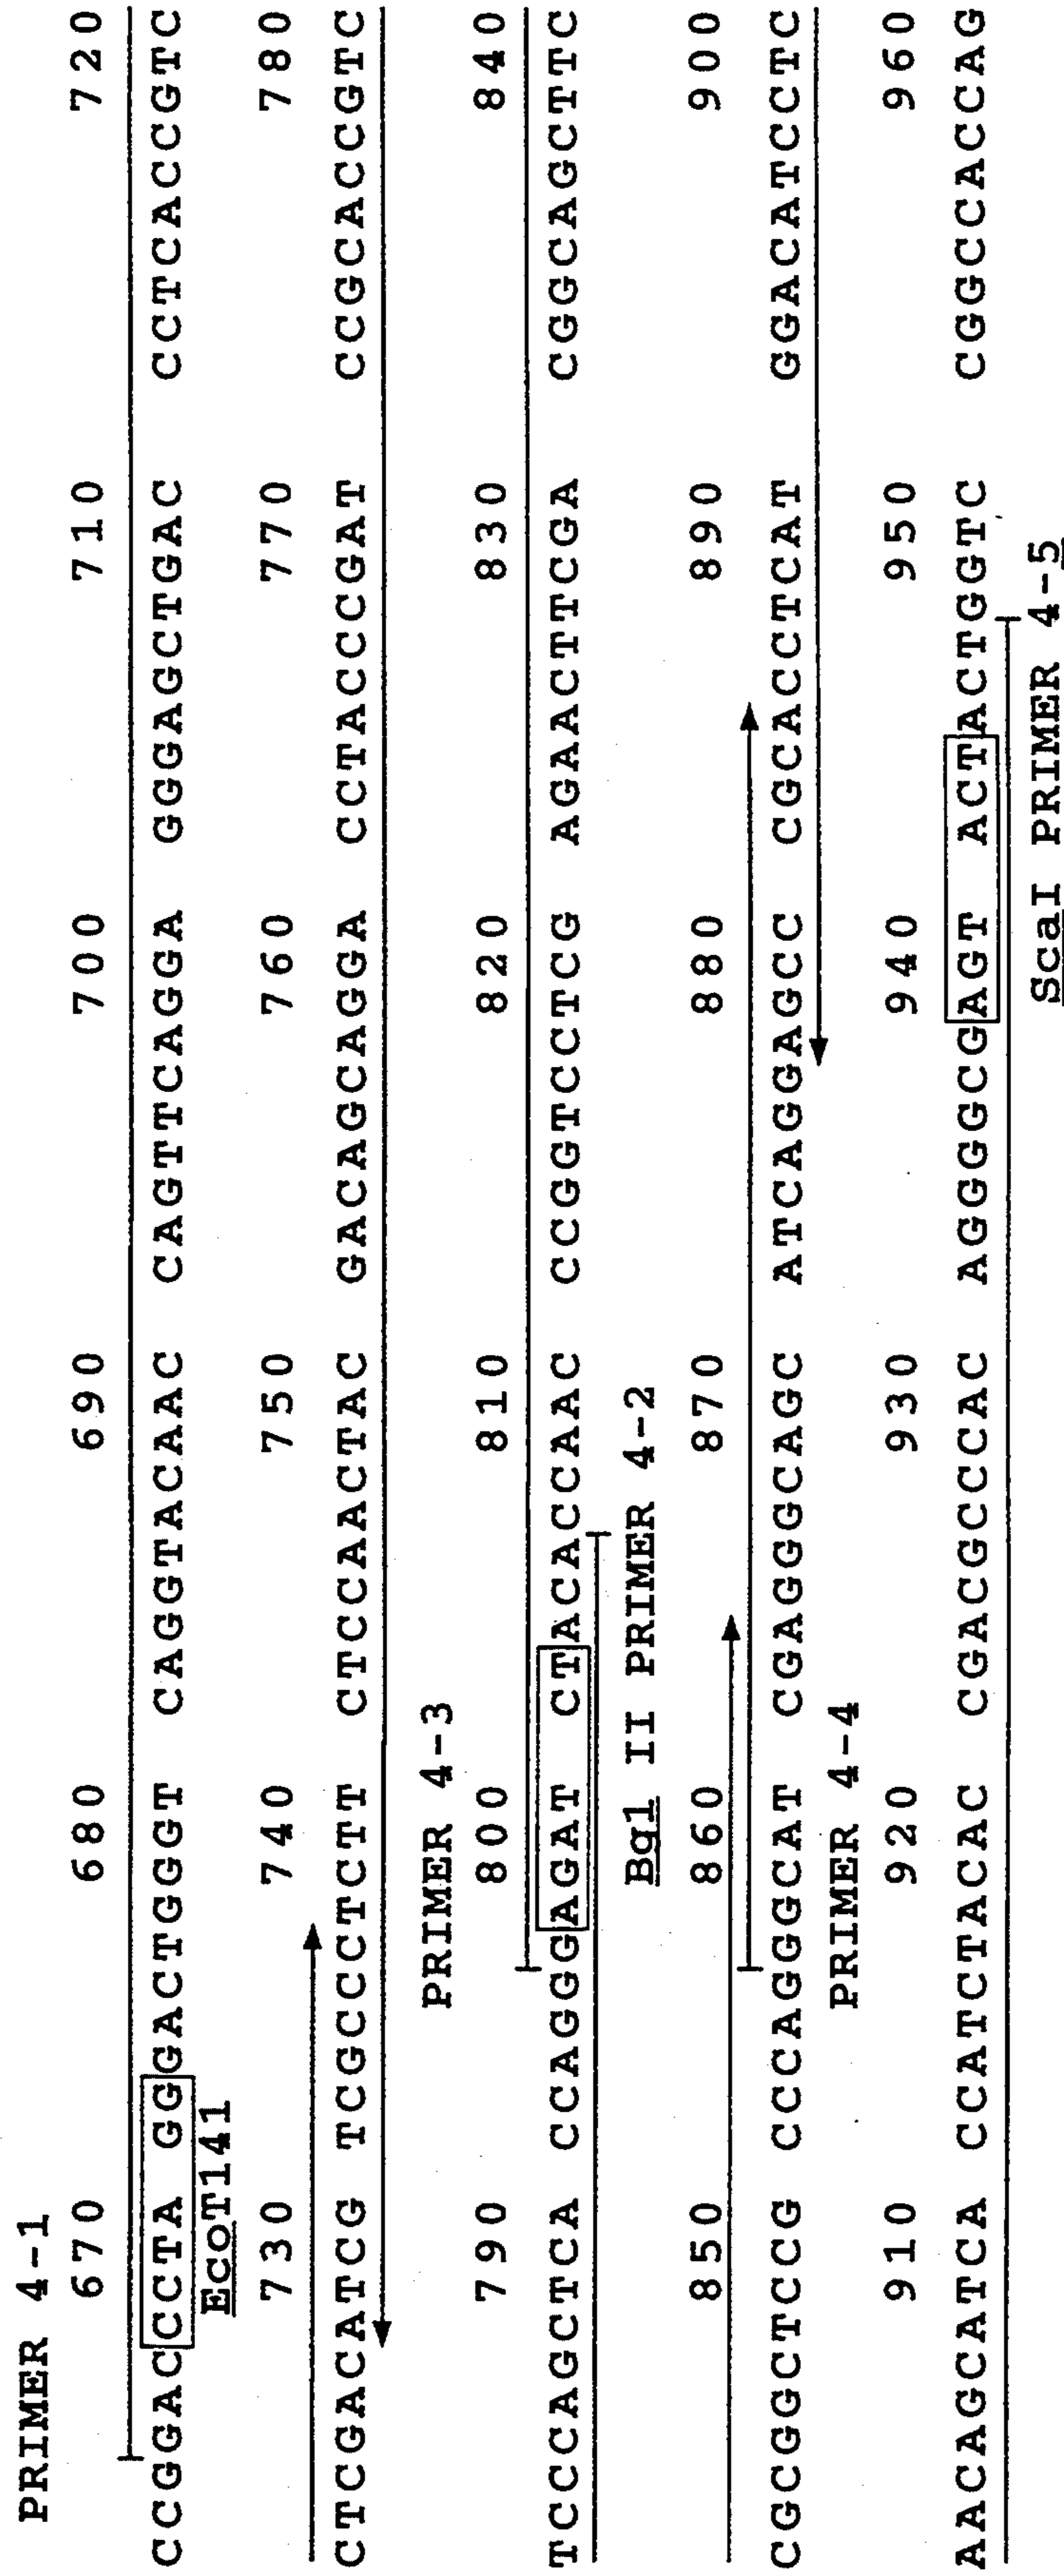 PRIMER 4-1
670 680 690 700 710 720
CCGGACCCTA GGGACTGGGT CAGGTACAAC CAGTTCAGGA GGGAGCTGAC CCTCACCGTC
EcoT141
730 740 750 760 770 780
CTCGACATCG TCGCCCTCTT CTCCAACTAC GACAGCAGGA CCTACCCGAT CCGCACCGTC
PRIMER 4-3
790 800 810 820 830 840
TCCCAGCTCA CCAGGGAGAT CTACACCAAC CCGGTCCTCG AGAACTTCGA CGGCAGCTTC
Bgl II PRIMER 4-2
850 860 870 880 890 900
CGCGGCTCCG CCCAGGGCAT CGAGGGCAGC ATCAGGAGCC CGCACCTCAT GGACATCCTC
PRIMER 4-4
910 920 930 940 950 960
AACAGCATCA CCATCTACAC CGACGCCCAC AGGGGCGAGT ACTACTGGTC CGGCCACCAG
ScaI PRIMER 4-5